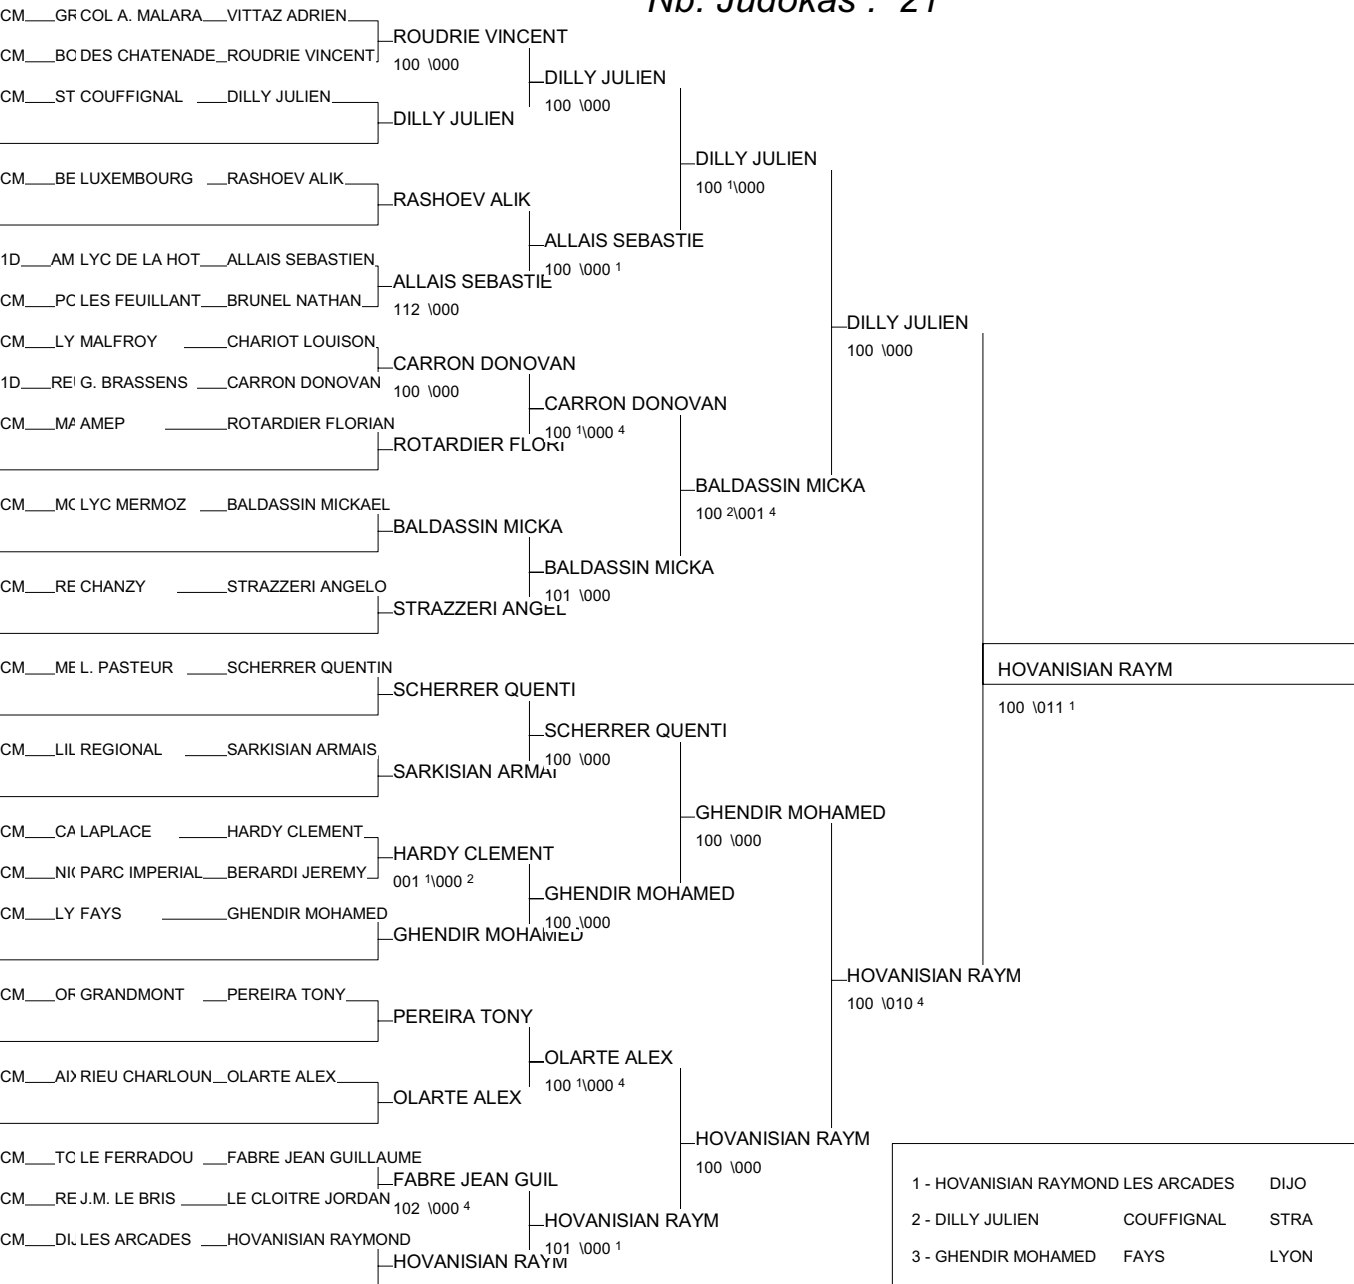 Nb. Judokas : 21
CM GR COL A. MALARA VITTAZ ADRIEN
ROUDRIE VINCENT
CM BO DES CHATENADE ROUDRIE VINCENT
100 \000
DILLY JULIEN
CM ST COUFFIGNAL DILLY JULIEN
100 \000
DILLY JULIEN
DILLY JULIEN
100 1\000
CM BE LUXEMBOURG RASHOEV ALIK
RASHOEV ALIK
ALLAIS SEBASTIE
100 \000 1
1D AM LYC DE LA HOT ALLAIS SEBASTIEN
ALLAIS SEBASTIE
112 \000
CM PO LES FEUILLANT BRUNEL NATHAN
DILLY JULIEN
100 \000
CM LY MALFROY CHARIOT LOUISON
CARRON DONOVAN
100 \000
1D RE G. BRASSENS CARRON DONOVAN
CARRON DONOVAN
100 1\000 4
CM MA AMEP ROTARDIER FLORIAN
ROTARDIER FLORI
BALDASSIN MICKA
100 2\001 4
CM MO LYC MERMOZ BALDASSIN MICKAEL
BALDASSIN MICKA
BALDASSIN MICKA
101 \000
CM RE CHANZY STRAZZERI ANGELO
STRAZZERI ANGEL
CM ME L. PASTEUR SCHERRER QUENTIN
HOVANISIAN RAYM
100 \011 1
SCHERRER QUENTI
SCHERRER QUENTI
100 \000
CM LIL REGIONAL SARKISIAN ARMAIS
SARKISIAN ARMAI
GHENDIR MOHAMED
100 \000
CM CA LAPLACE HARDY CLEMENT
HARDY CLEMENT
001 1\000 2
CM NI PARC IMPERIAL BERARDI JEREMY
GHENDIR MOHAMED
100 \000
CM LY FAYS GHENDIR MOHAMED
GHENDIR MOHAMED
HOVANISIAN RAYM
100 \010 4
CM OR GRANDMONT PEREIRA TONY
PEREIRA TONY
OLARTE ALEX
100 1\000 4
CM AIX RIEU CHARLOUN OLARTE ALEX
OLARTE ALEX
HOVANISIAN RAYM
100 \000
CM TO LE FERRADOU FABRE JEAN GUILLAUME
FABRE JEAN GUIL
102 \000 4
CM RE J.M. LE BRIS LE CLOITRE JORDAN
HOVANISIAN RAYM
101 \000 1
CM DIJ LES ARCADES HOVANISIAN RAYMOND
HOVANISIAN RAYM
1 - HOVANISIAN RAYMOND LES ARCADES DIJO
2 - DILLY JULIEN COUFFIGNAL STRA
3 - GHENDIR MOHAMED FAYS LYON